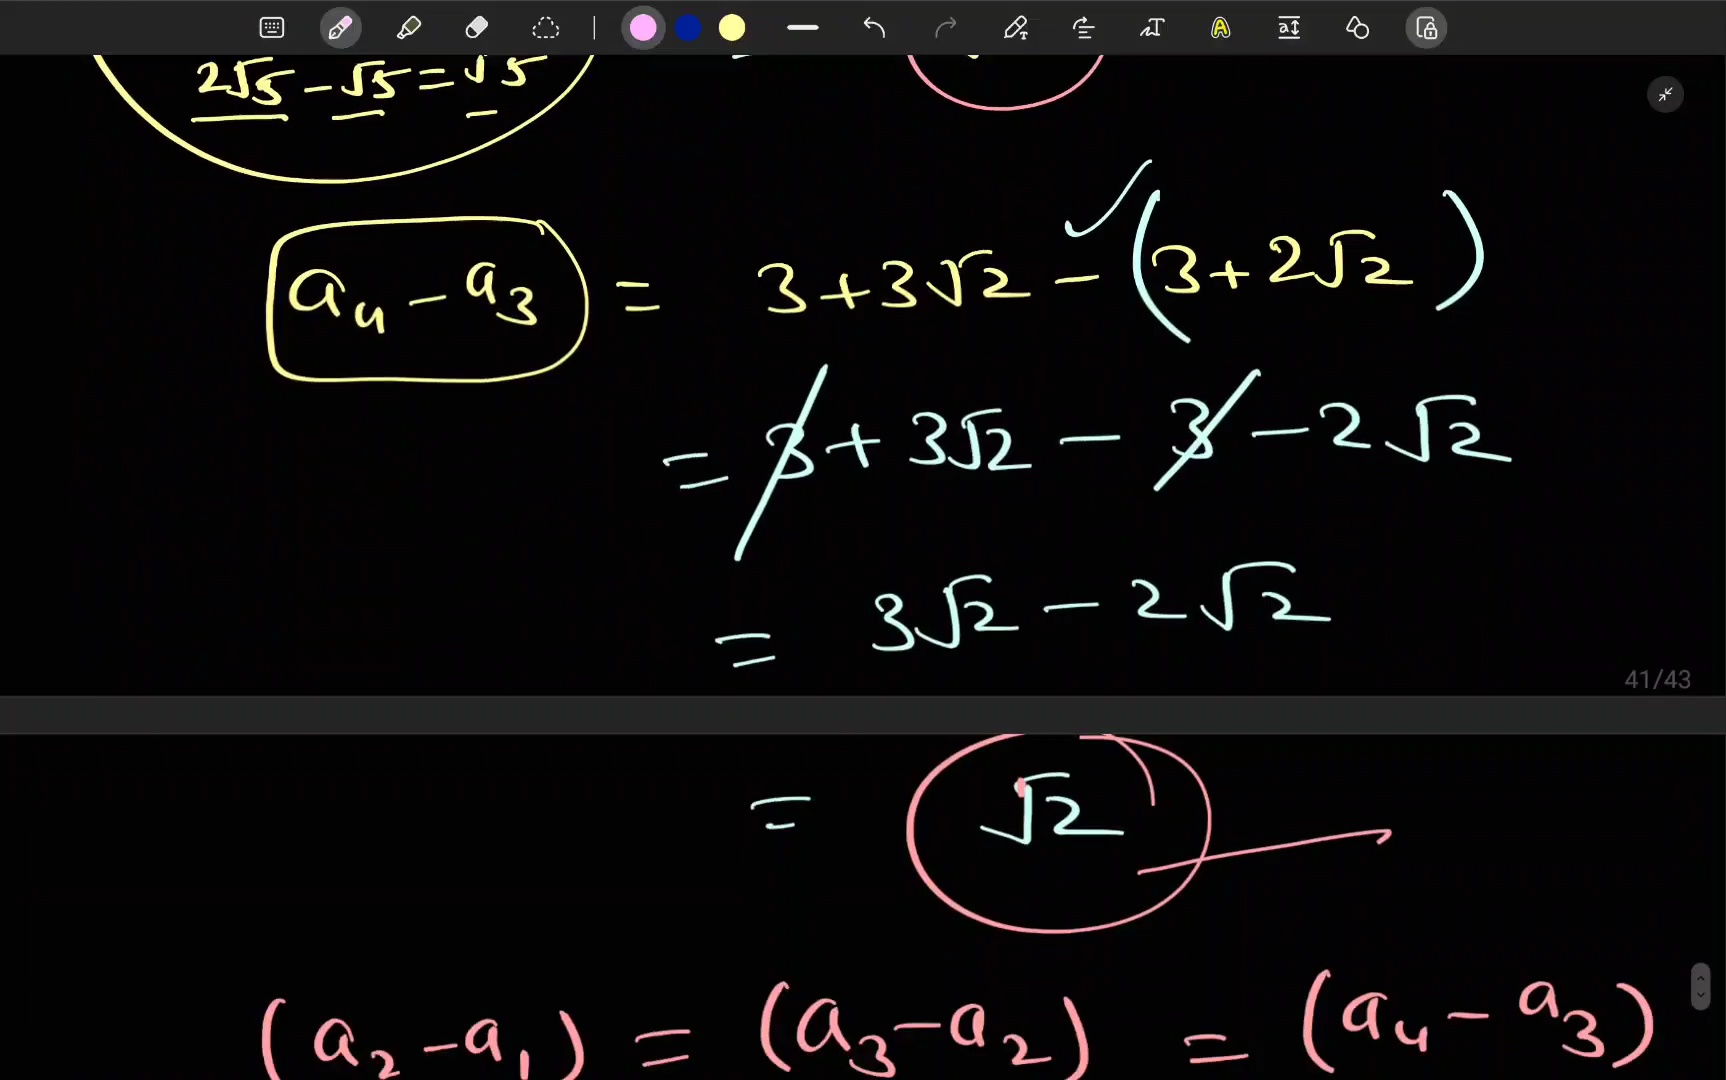 2√5 - √5 = √5
a₄ - a₃ = 3 + 3√2 - (3 + 2√2)
= 3 + 3√2 - 3 - 2√2
= 3√2 - 2√2
41/43
= √2
(a₂ - a₁) = (a₃ - a₂) = (a₄ - a₃)